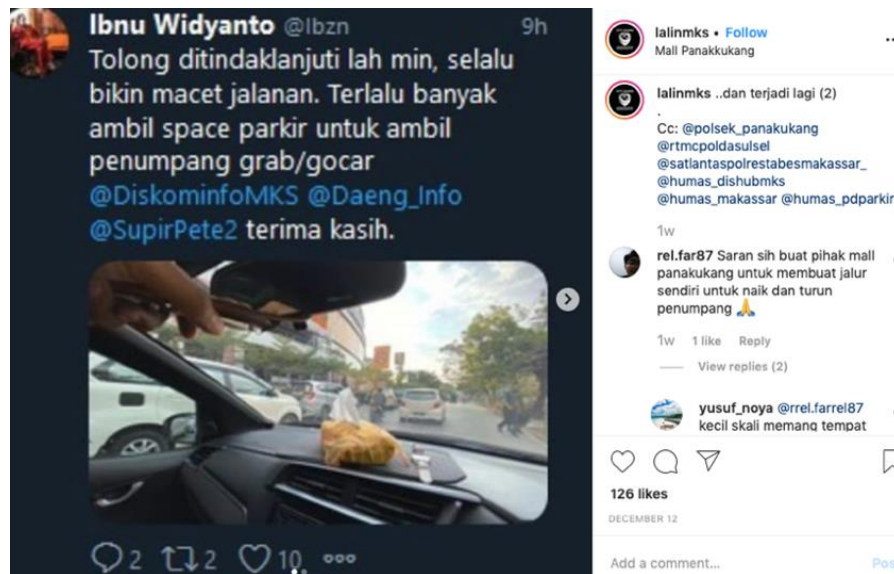 Ibnu Widyanto @Ibzn 9h
Tolong ditindaklanjuti lah min, selalu
bikin macet jalanan. Terlalu banyak
ambil space parkir untuk ambil
penumpang grab/gocar
@DiskominfoMKS @Daeng_Info
@SupirPete2 terima kasih.
2 2 10
lalinmks • Follow
Mall Panakkukang
lalinmks ..dan terjadi lagi (2)
.
Cc: @polsek_panakukang
@rtmcpoldasulsel
@satlantaspolrestabesmakassar_
@humas_dishubmks
@humas_makassar @humas_pdparkir
1w
rel.far87 Saran sih buat pihak mall
panakukang untuk membuat jalur
sendiri untuk naik dan turun
penumpang 🙏
1w 1 like Reply
View replies (2)
yusuf_noya @rrel.farrel87
kecil skali memang tempat
126 likes
DECEMBER 12
Add a comment...
Pos